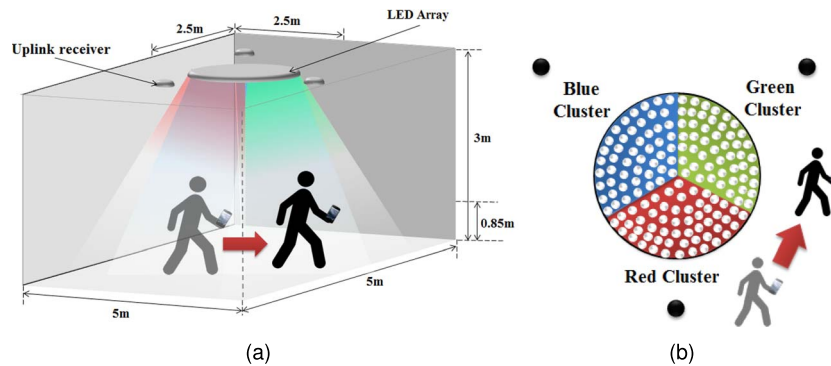 2.5m
2.5m
LED Array
Uplink receiver
3m
0.85m
5m
5m
(a)
Blue
Cluster
Green
Cluster
Red Cluster
(b)